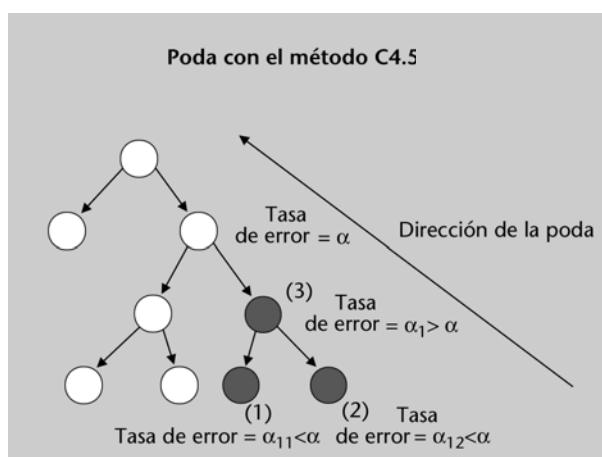 Poda con el método C4.5
Tasa
de error = α
Dirección de la poda
(3)
Tasa
de error = α₁> α
(1)
(2)
Tasa
Tasa de error = α₁₁<α
de error = α₁₂<α